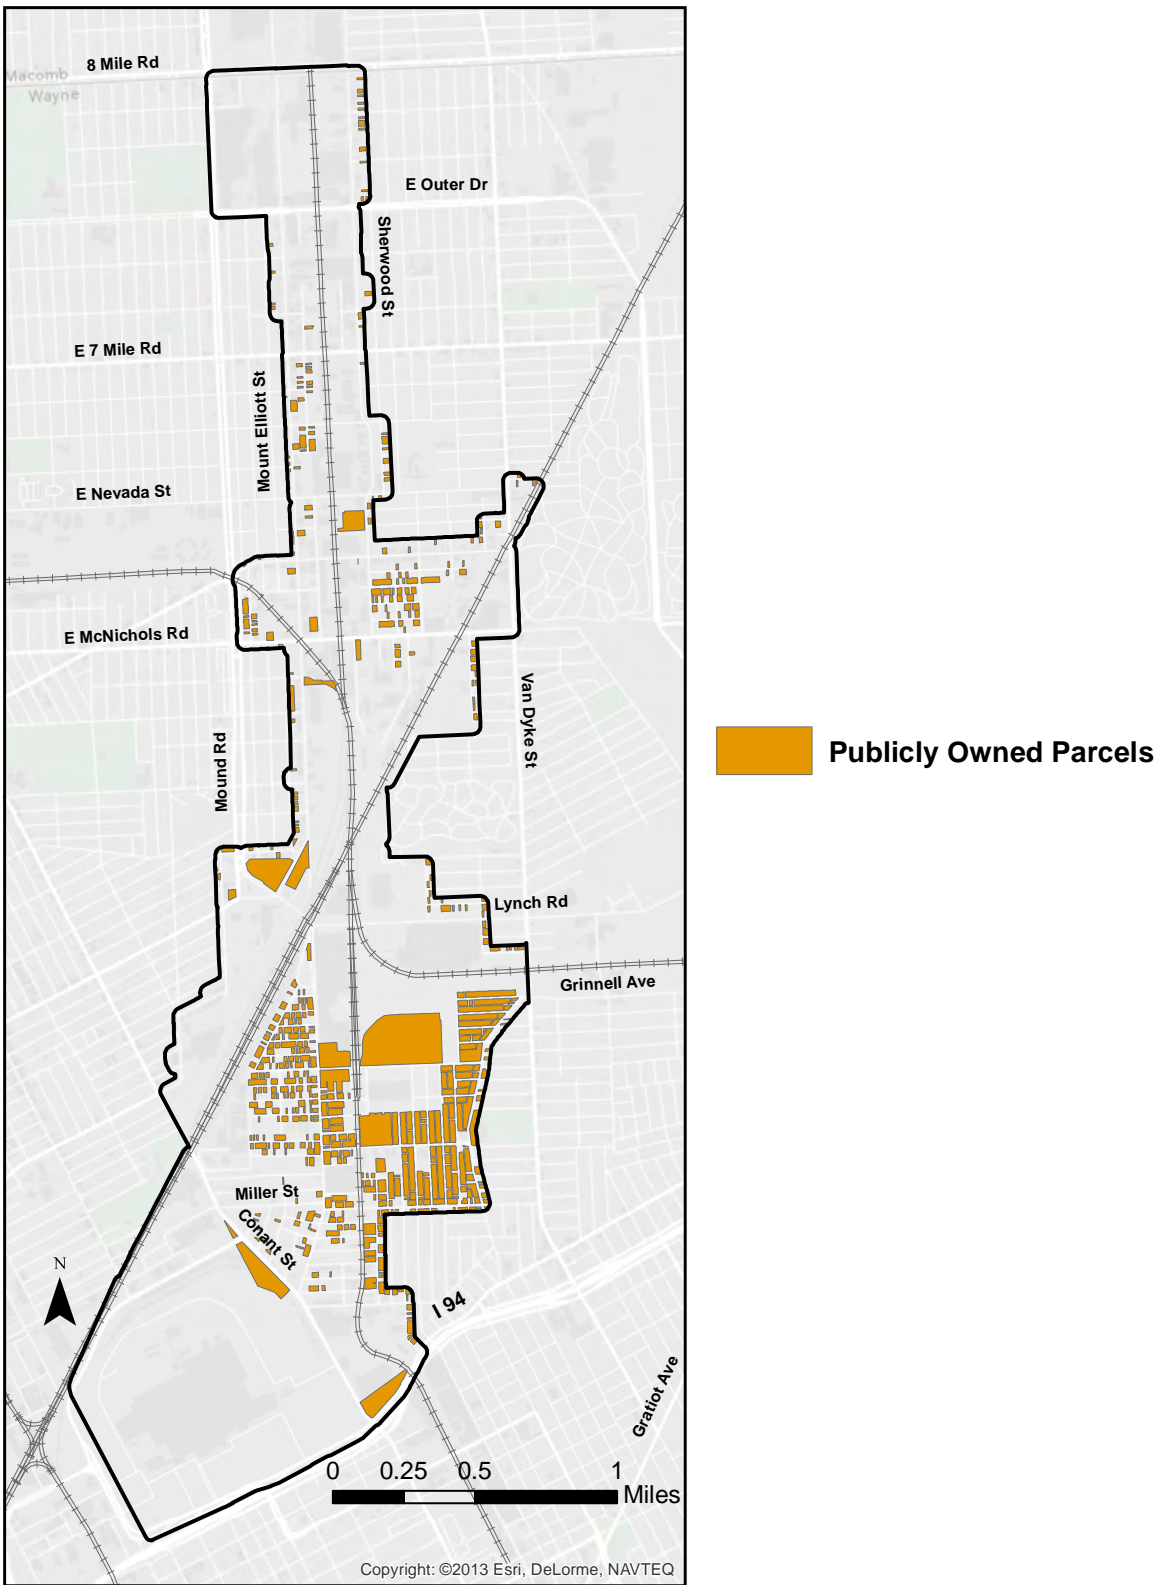 8 Mile Rd
Macomb
Wayne
E Outer Dr
Sherwood St
E 7 Mile Rd
Mount Elliott St
E Nevada St
E McNichols Rd
Van Dyke St
Mound Rd
Publicly Owned Parcels
Lynch Rd
Grinnell Ave
Miller St
Conant St
N
I 94
Gratiot Ave
0 0.25 0.5 1
Miles
Copyright: ©2013 Esri, DeLorme, NAVTEQ